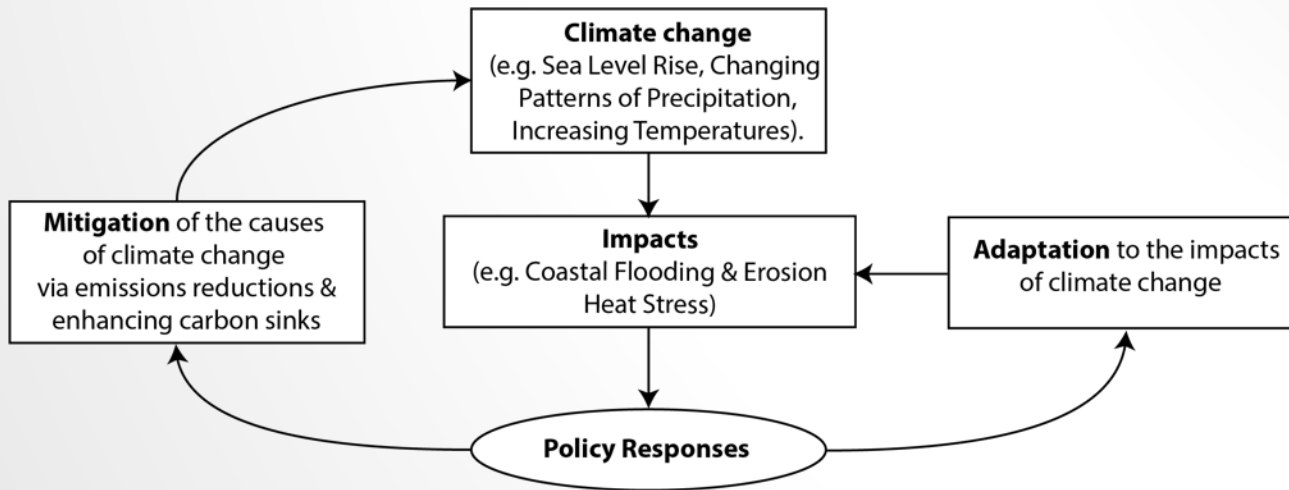 Climate change
(e.g. Sea Level Rise, Changing
Patterns of Precipitation,
Increasing Temperatures).
Mitigation of the causes
of climate change
via emissions reductions &
enhancing carbon sinks
Impacts
(e.g. Coastal Flooding & Erosion
Heat Stress)
Adaptation to the impacts
of climate change
Policy Responses